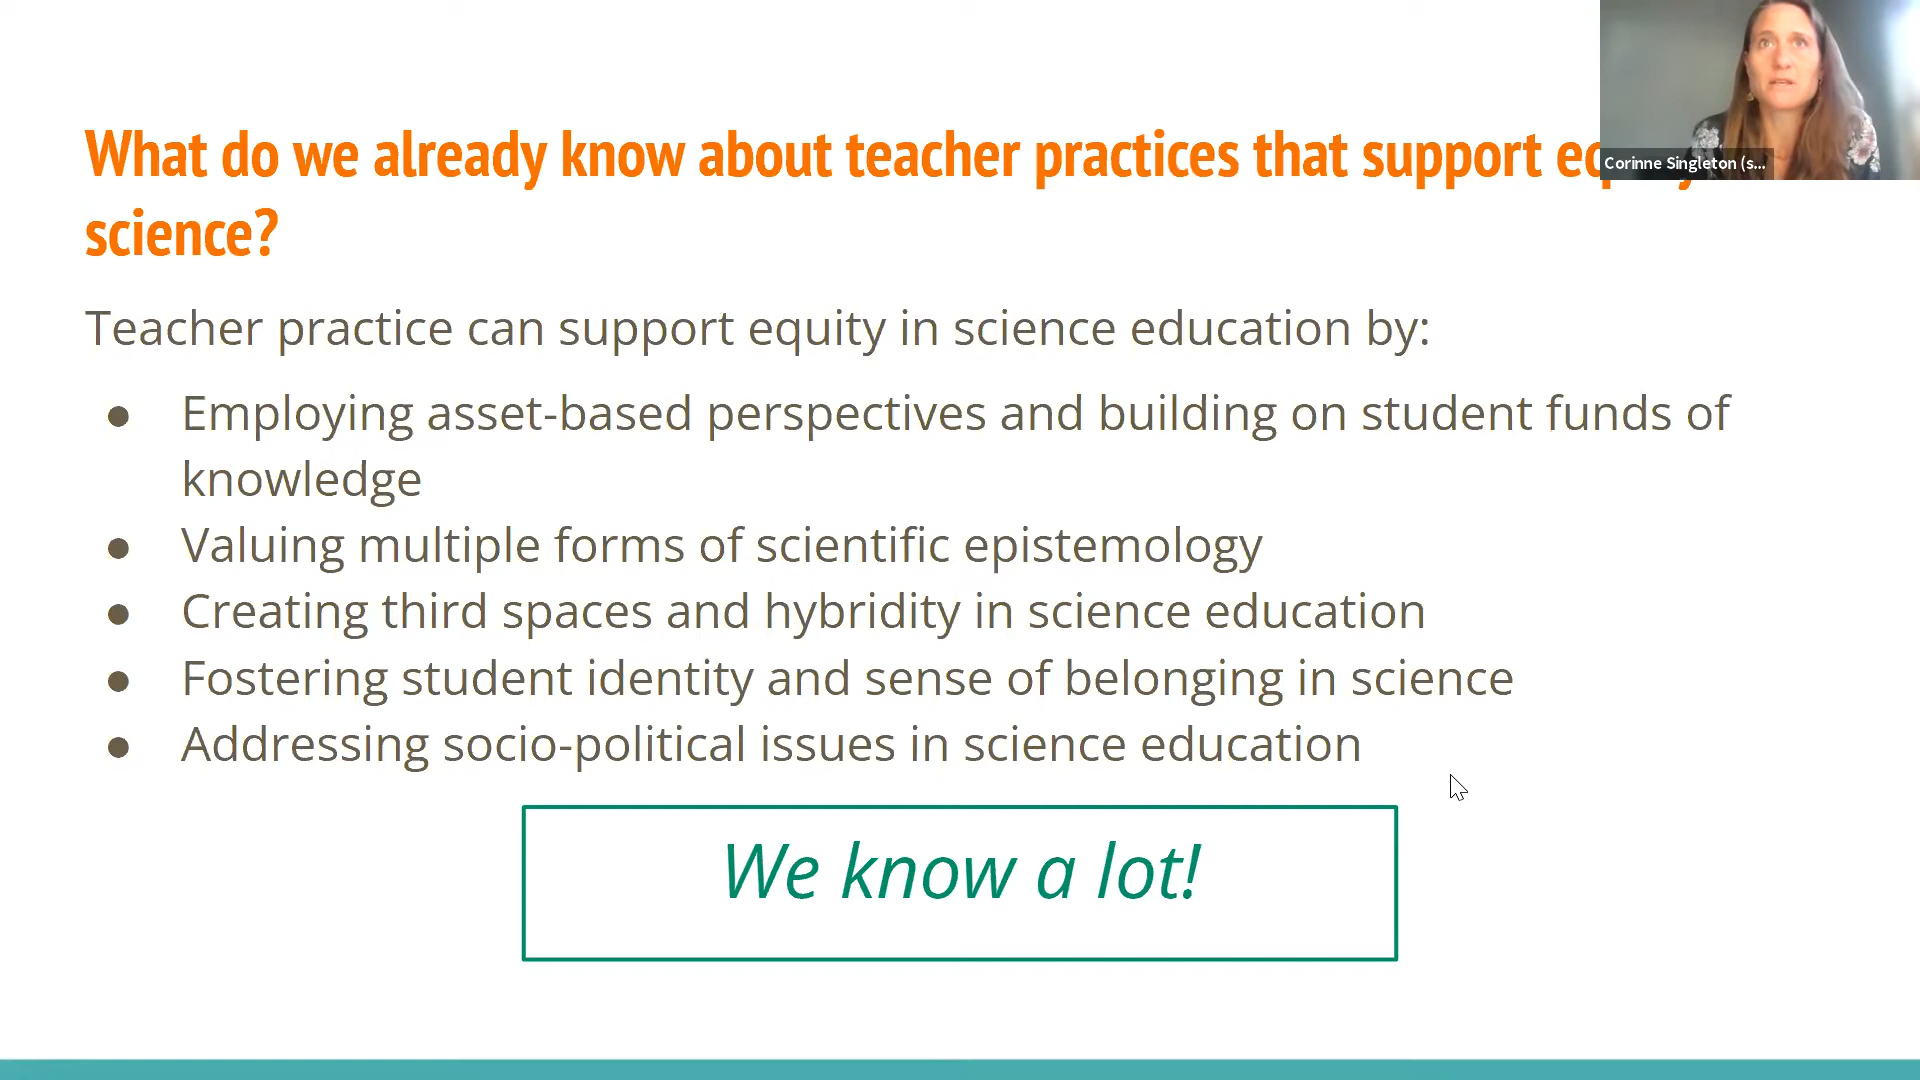 What do we already know about teacher practices that support
science?
Corinne Singleton (s...
Teacher practice can support equity in science education by:
● Employing asset-based perspectives and building on student funds of
knowledge
● Valuing multiple forms of scientific epistemology
● Creating third spaces and hybridity in science education
● Fostering student identity and sense of belonging in science
● Addressing socio-political issues in science education
We know a lot!